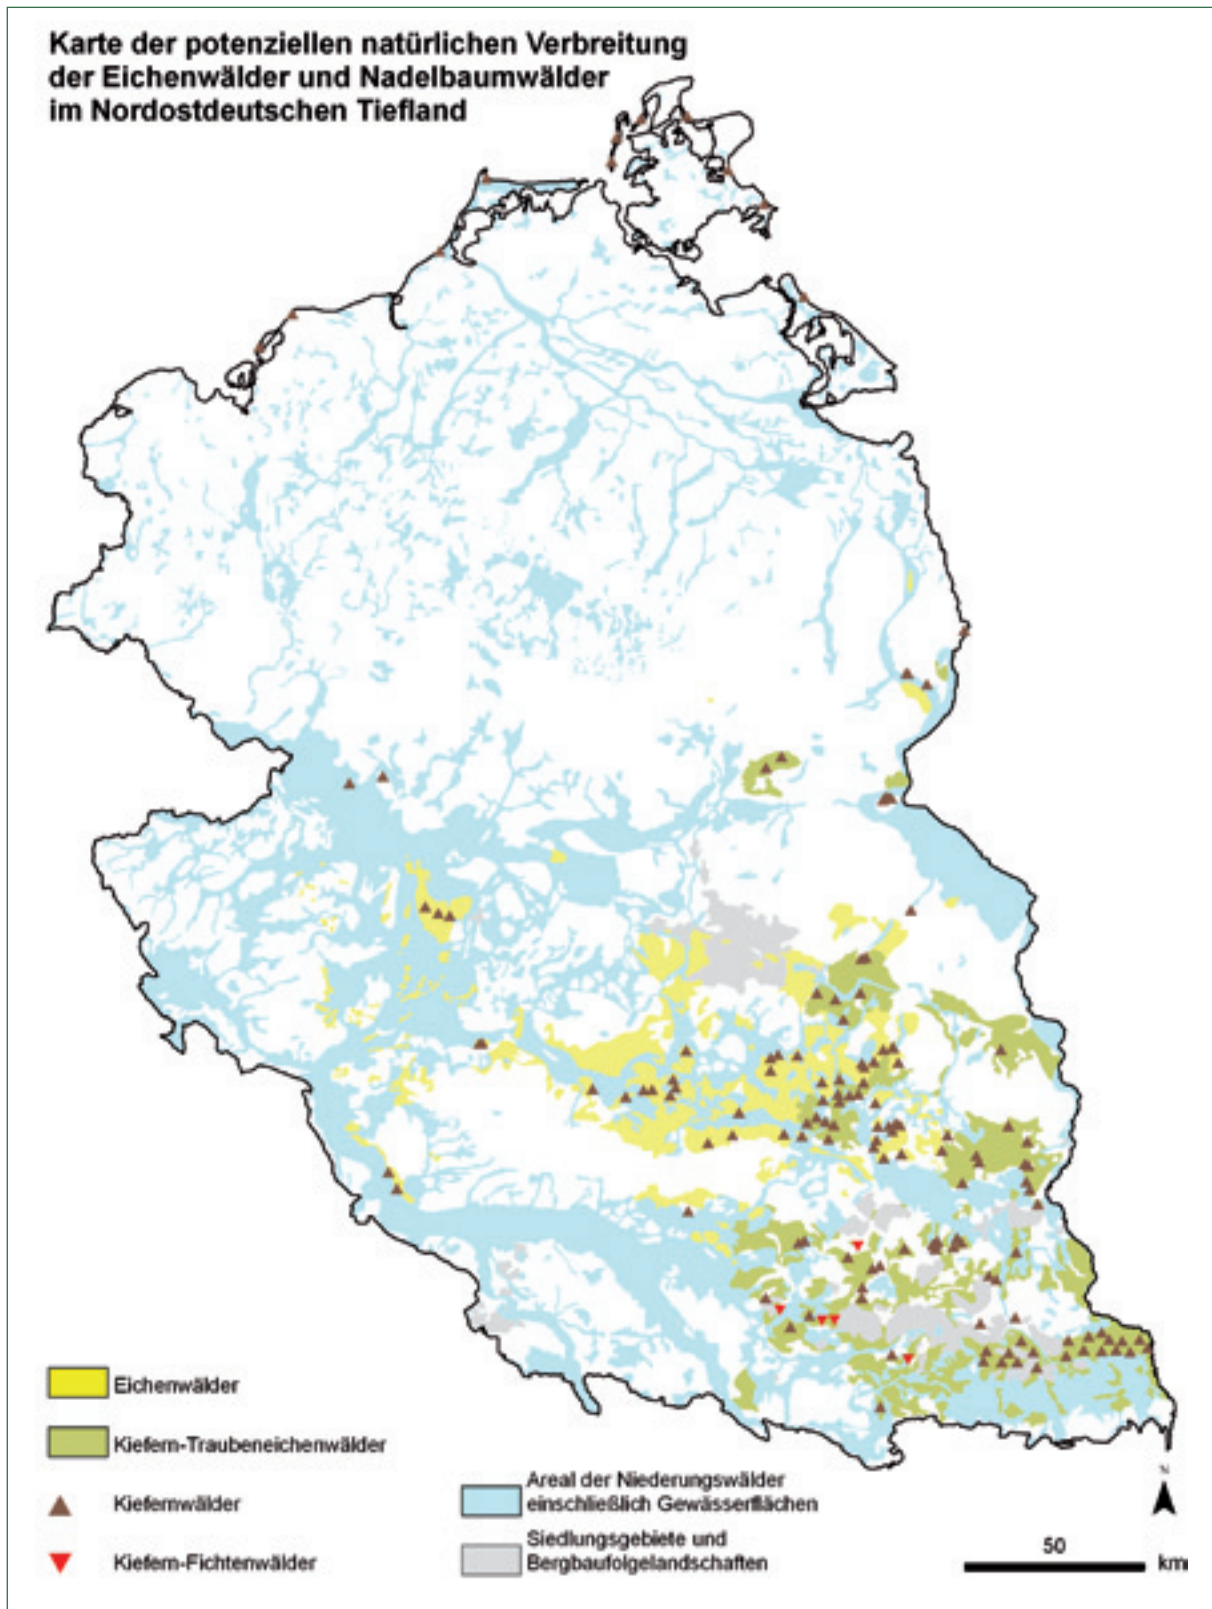 Karte der potenziellen natürlichen Verbreitung
der Eichenwälder und Nadelbaumwälder
im Nordostdeutschen Tiefland
Eichenwälder
Kiefern-Traubeneichenwälder
Kiefernwälder
Kiefern-Fichtenwälder
Areal der Niederungswälder
einschließlich Gewässerflächen
Siedlungsgebiete und
Bergbaufolgelandschaften
N
50
km